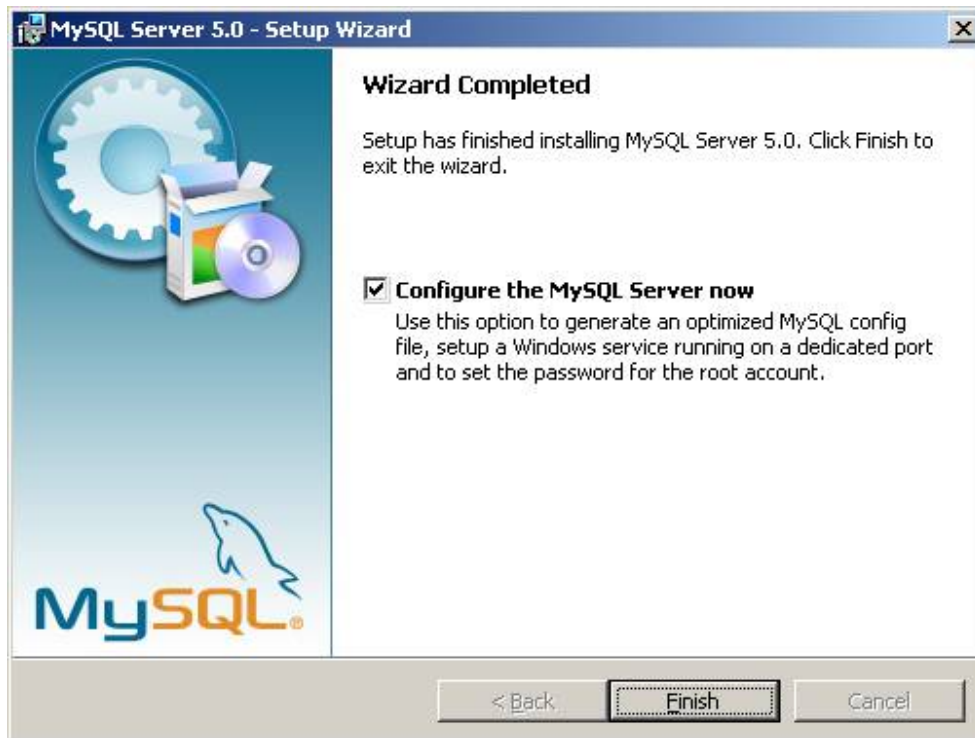 MySQL Server 5.0 - Setup Wizard
Wizard Completed
Setup has finished installing MySQL Server 5.0. Click Finish to
exit the wizard.
Configure the MySQL Server now
Use this option to generate an optimized MySQL config
file, setup a Windows service running on a dedicated port
and to set the password for the root account.
MySQL®
< Back
Finish
Cancel